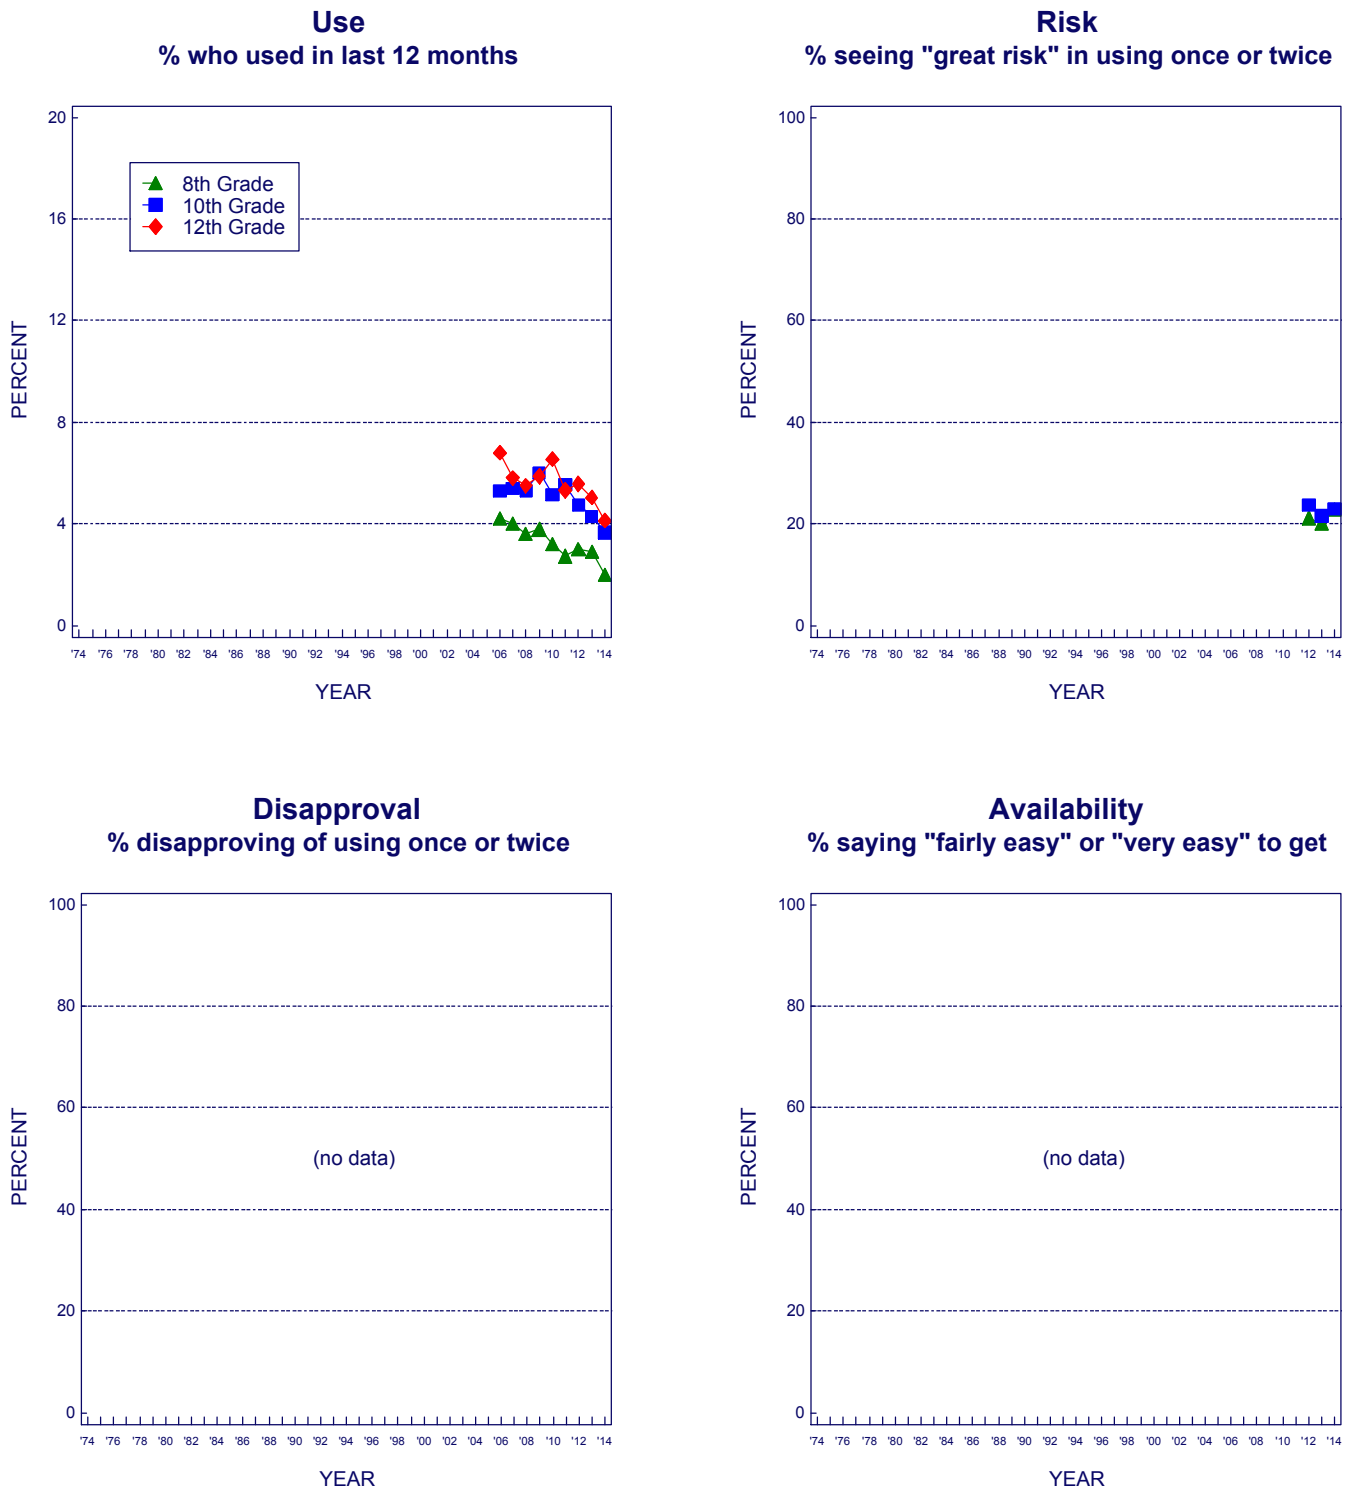 Use
% who used in last 12 months
20
16
12
8
4
0
PERCENT
8th Grade
10th Grade
12th Grade
'74 '76 '78 '80 '82 '84 '86 '88 '90 '92 '94 '96 '98 '00 '02 '04 '06 '08 '10 '12 '14
YEAR
Risk
% seeing "great risk" in using once or twice
100
80
60
40
20
0
PERCENT
'74 '76 '78 '80 '82 '84 '86 '88 '90 '92 '94 '96 '98 '00 '02 '04 '06 '08 '10 '12 '14
YEAR
Disapproval
% disapproving of using once or twice
100
80
60
40
20
0
PERCENT
(no data)
'74 '76 '78 '80 '82 '84 '86 '88 '90 '92 '94 '96 '98 '00 '02 '04 '06 '08 '10 '12 '14
YEAR
Availability
% saying "fairly easy" or "very easy" to get
100
80
60
40
20
0
PERCENT
(no data)
'74 '76 '78 '80 '82 '84 '86 '88 '90 '92 '94 '96 '98 '00 '02 '04 '06 '08 '10 '12 '14
YEAR